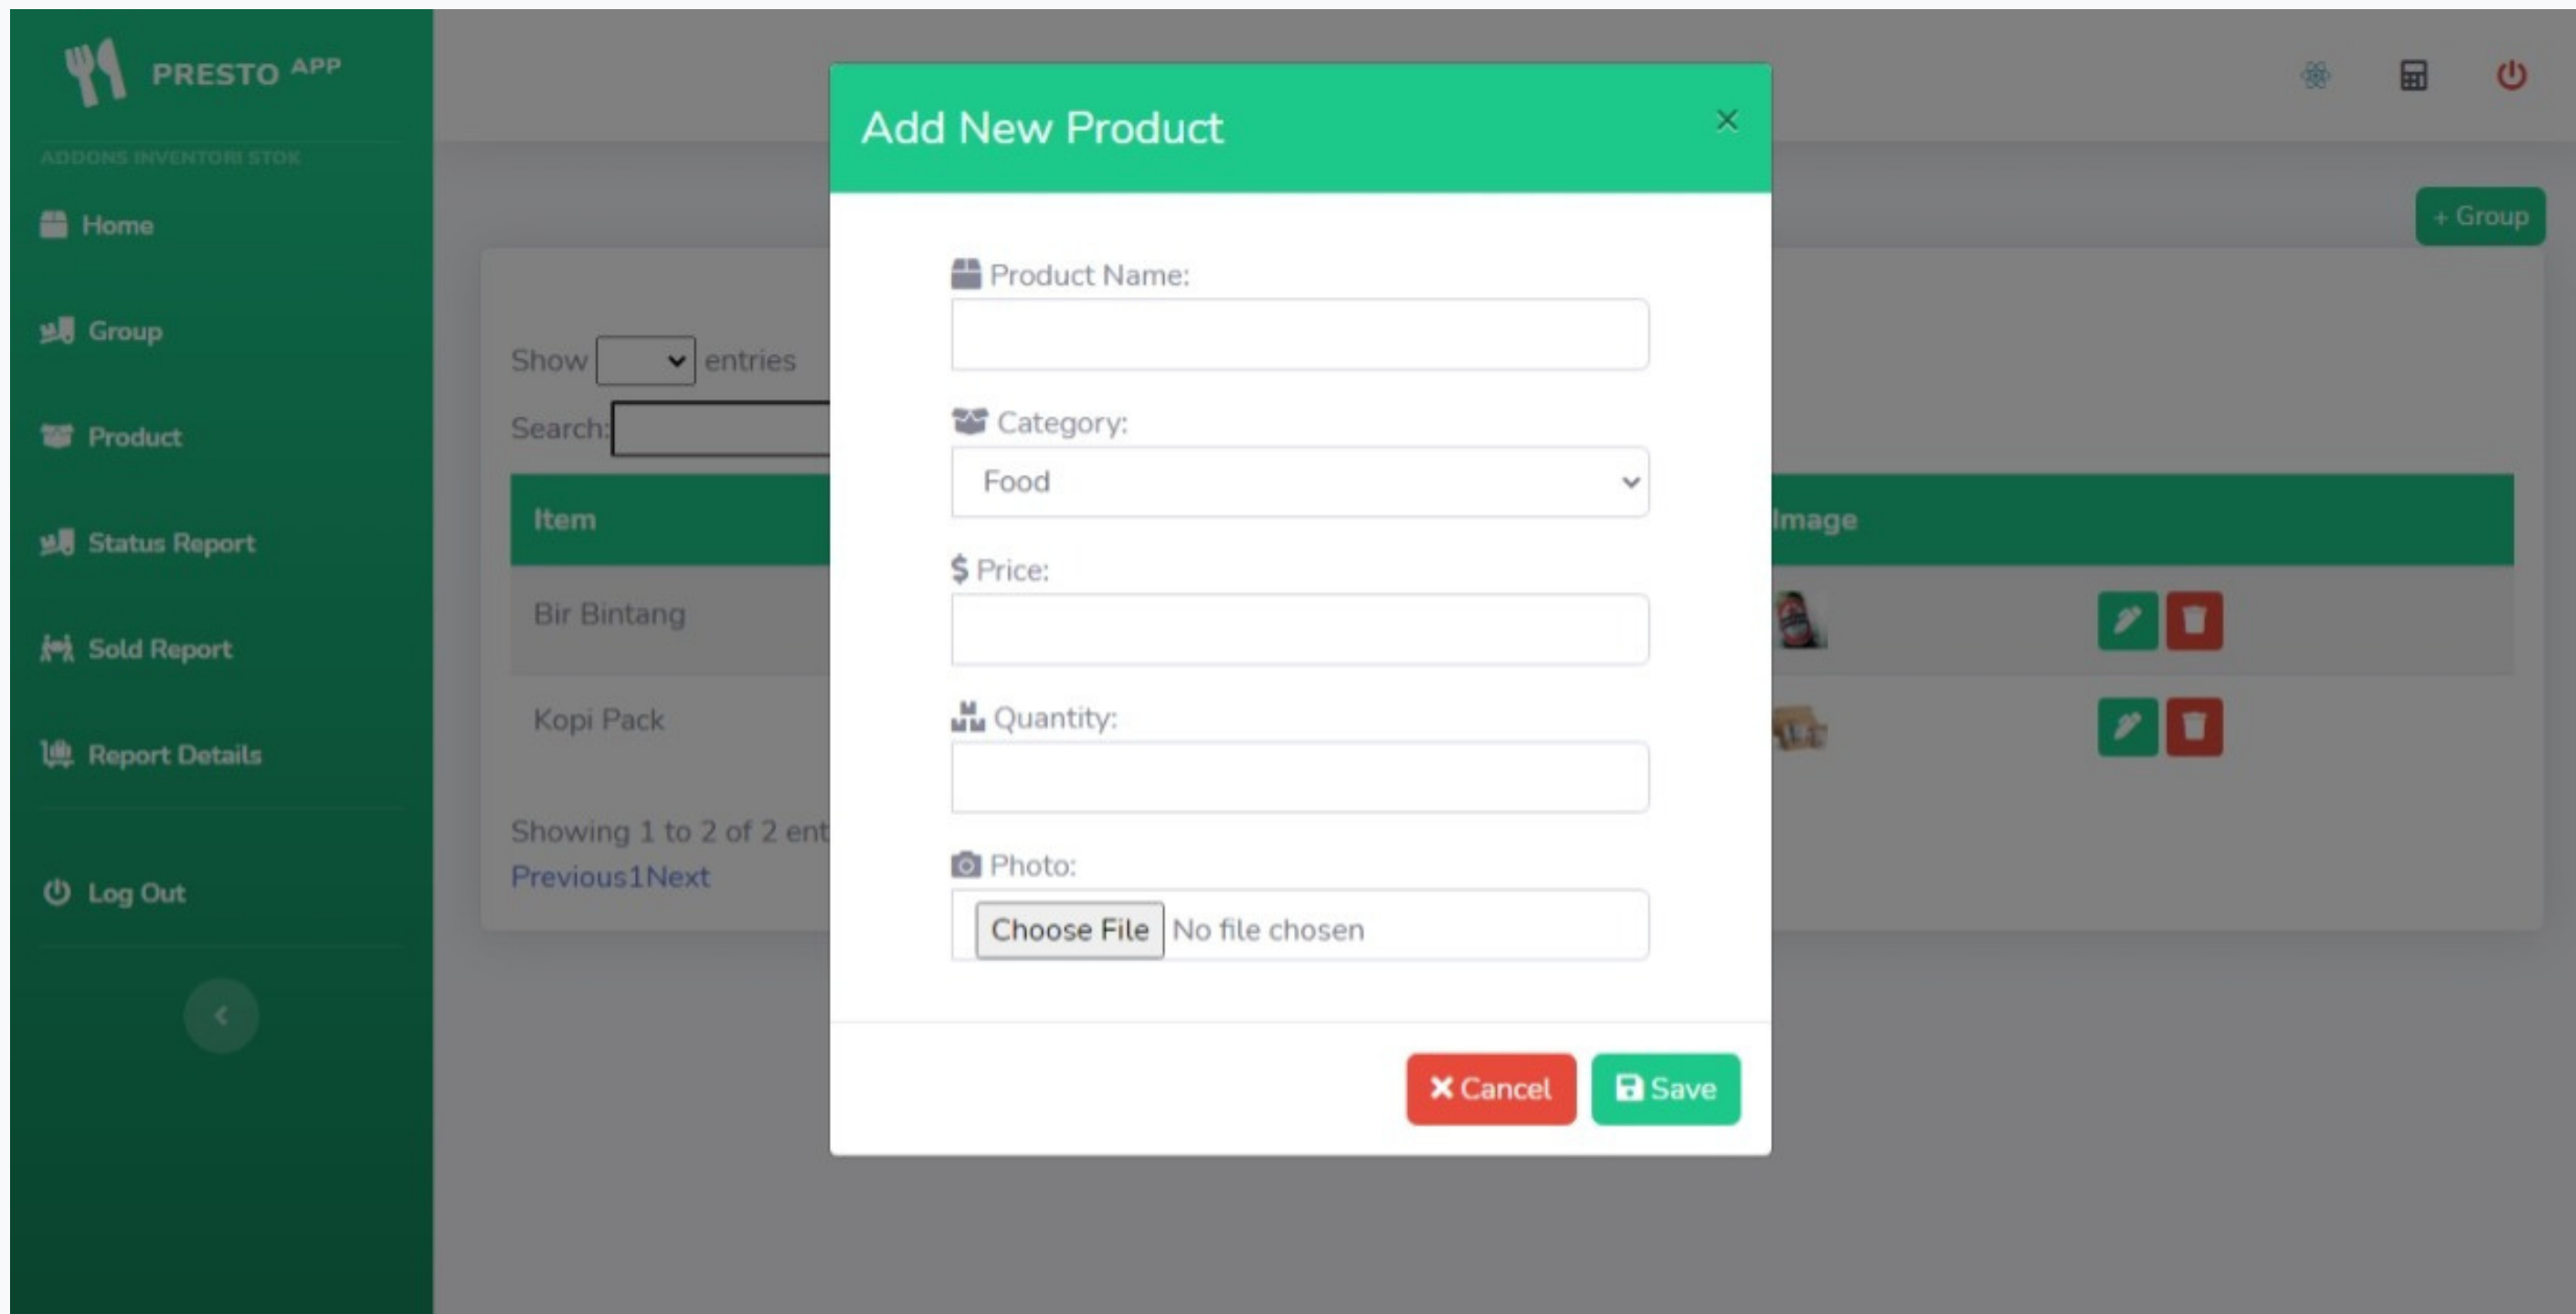 PRESTO APP
ADDONS INVENTORI STOK
Home
Group
Product
Status Report
Sold Report
Report Details
Log Out
+ Group
Show entries
Search:
Item Image
Bir Bintang
Kopi Pack
Showing 1 to 2 of 2 ent
Previous1Next
Add New Product ×
Product Name:
Category:
Food
$ Price:
Quantity:
Photo:
Choose File No file chosen
Cancel Save